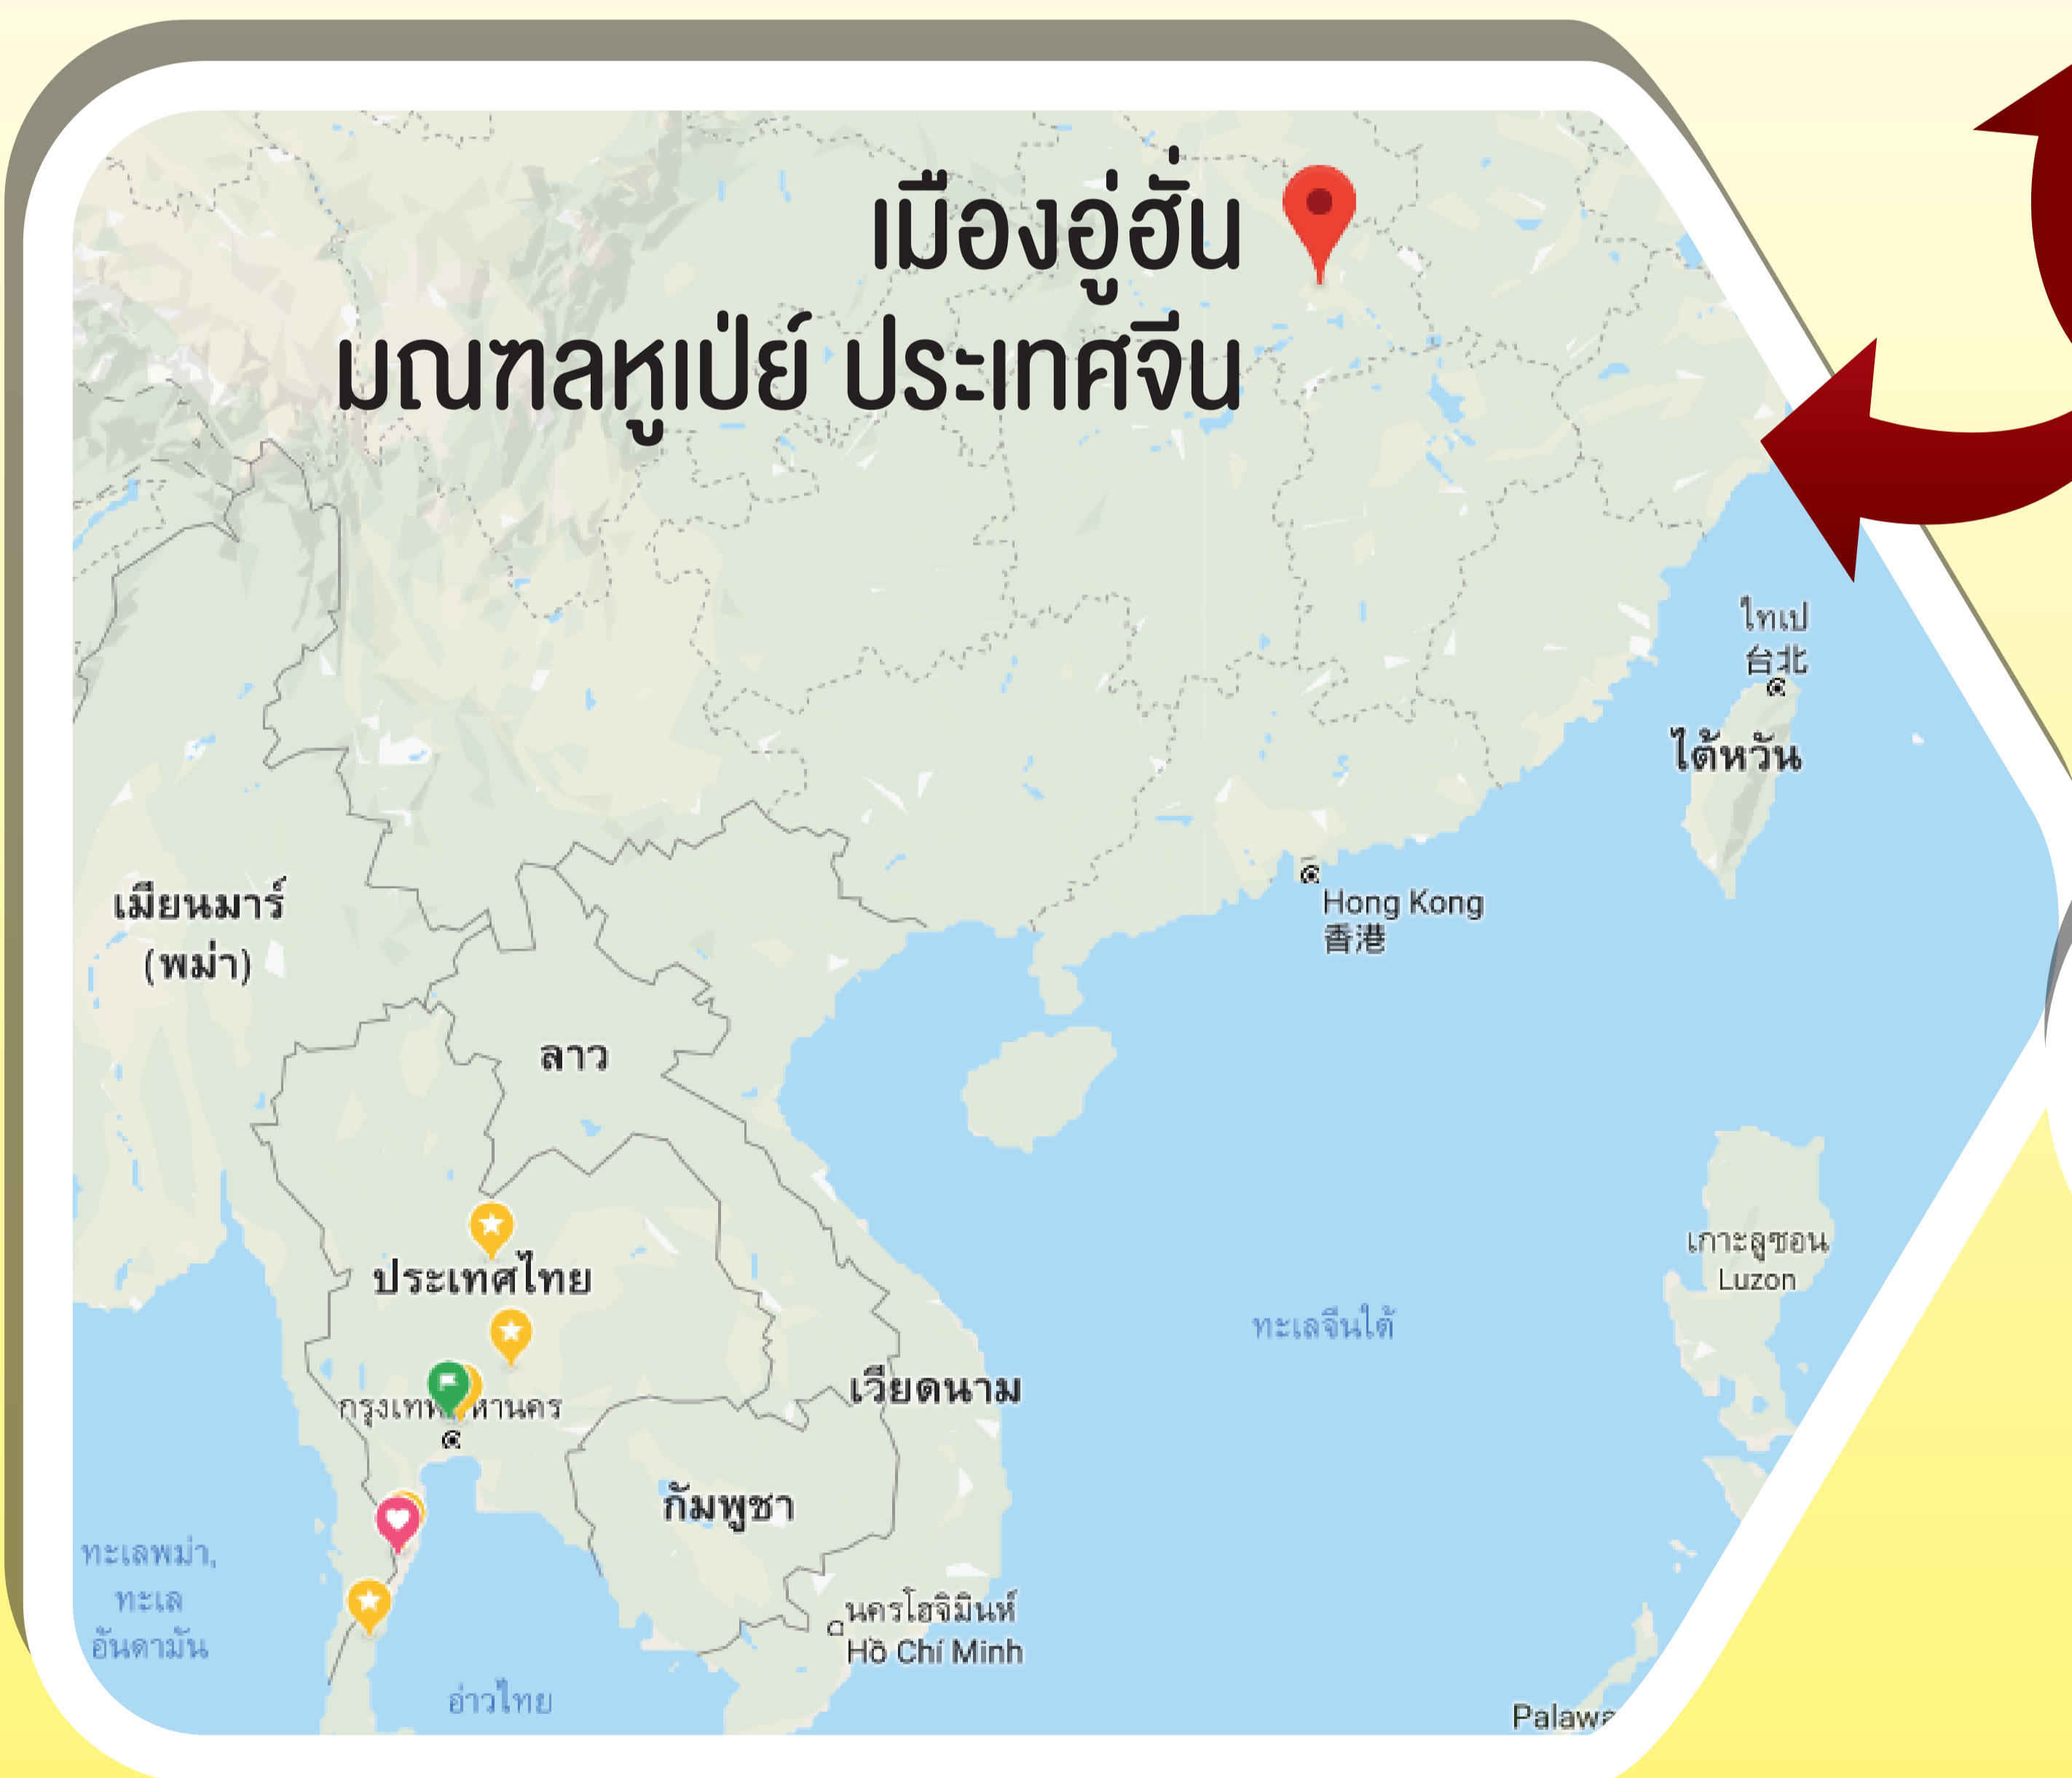 เมืองอู่ฮั่น
มณฑลหูเป่ย์ ประเทศจีน
ไทเป
台北
ไต้หวัน
Hong Kong
香港
เมียนมาร์
(พม่า)
ลาว
ประเทศไทย
เกาะลูซอน
Luzon
ทะเลจีนใต้
เวียดนาม
กัมพูชา
ทะเลพม่า,
ทะเล
อันดามัน
นครโฮจิมินห์
Hồ Chí Minh
อ่าวไทย